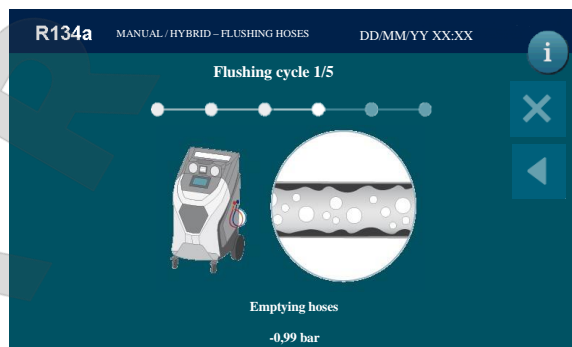 R134a MANUAL / HYBRID – FLUSHING HOSES DD/MM/YY XX:XX
i
Flushing cycle 1/5
Emptying hoses
-0,99 bar